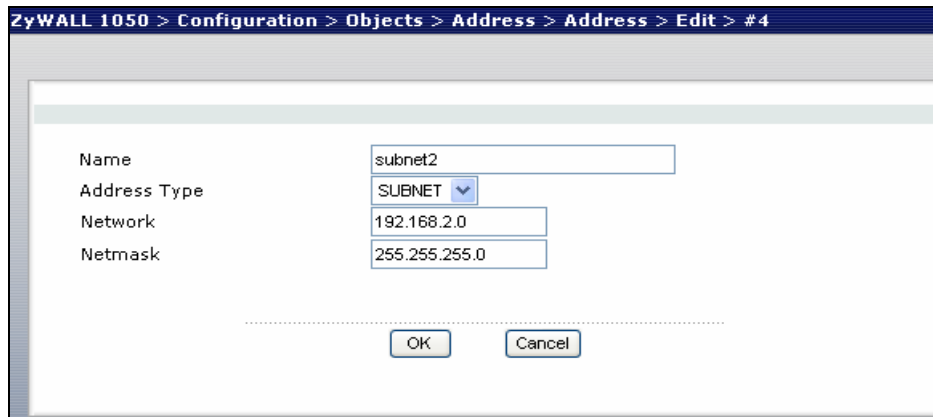 ZyWALL 1050 > Configuration > Objects > Address > Address > Edit > #4
Name subnet2
Address Type SUBNET
Network 192.168.2.0
Netmask 255.255.255.0
OK Cancel